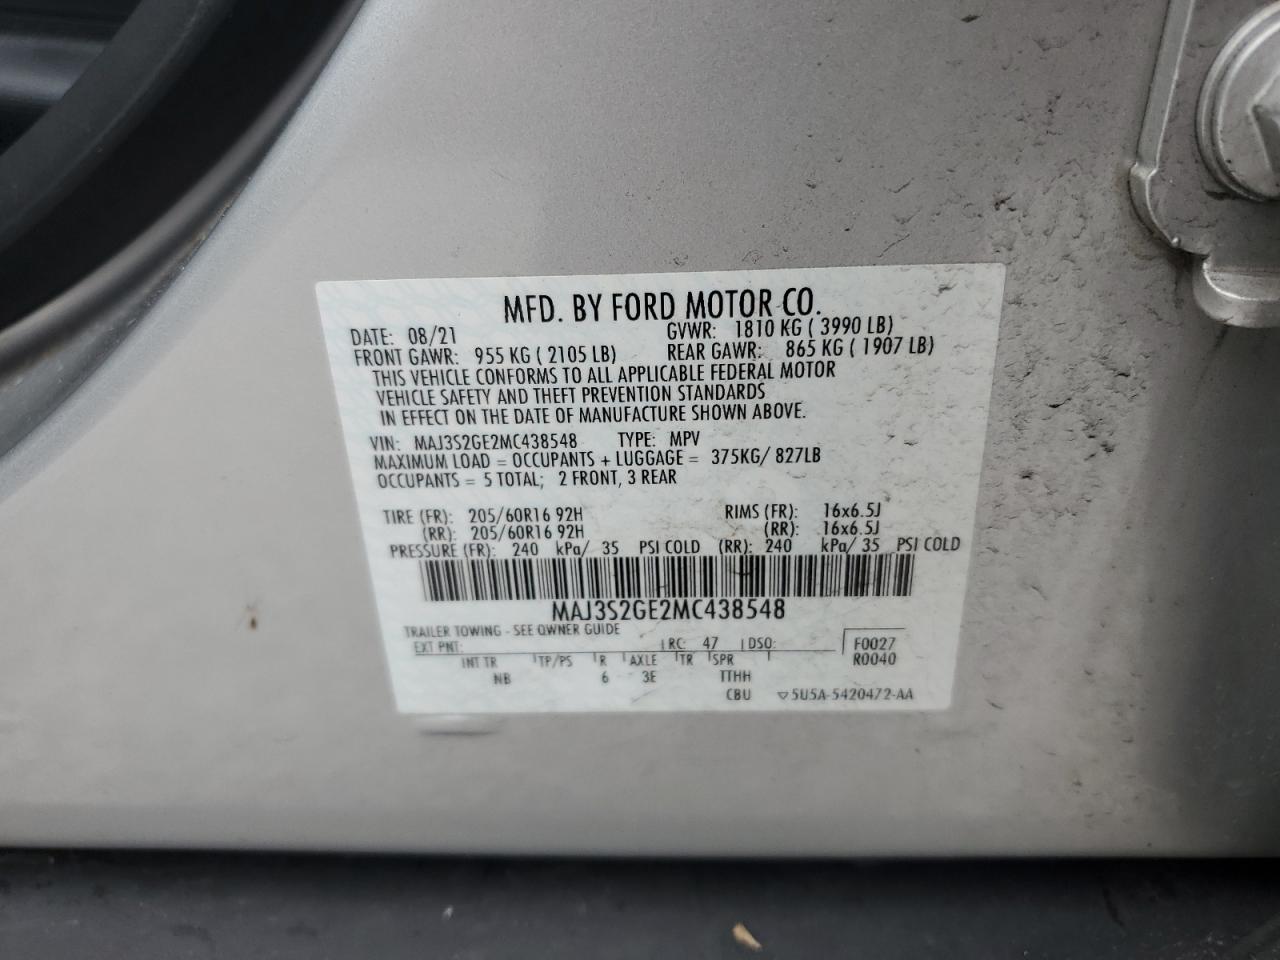 MFD. BY FORD MOTOR CO.
DATE: 08/21 GVWR: 1810 KG ( 3990 LB)
FRONT GAWR: 955 KG ( 2105 LB) REAR GAWR: 865 KG ( 1907 LB)
THIS VEHICLE CONFORMS TO ALL APPLICABLE FEDERAL MOTOR
VEHICLE SAFETY AND THEFT PREVENTION STANDARDS
IN EFFECT ON THE DATE OF MANUFACTURE SHOWN ABOVE.
VIN: MAJ3S2GE2MC438548 TYPE: MPV
MAXIMUM LOAD = OCCUPANTS + LUGGAGE = 375KG/ 827LB
OCCUPANTS = 5 TOTAL; 2 FRONT, 3 REAR
TIRE (FR): 205/60R16 92H RIMS (FR): 16x6.5J
(RR): 205/60R16 92H (RR): 16x6.5J
PRESSURE (FR): 240 kPa/ 35 PSI COLD (RR): 240 kPa/ 35 PSI COLD
MAJ3S2GE2MC438548
TRAILER TOWING - SEE OWNER GUIDE
EXT PNT: RC: 47 DSO: F0027
INT TR TP/PS R AXLE TR SPR R0040
NB 6 3E TTHH
CBU ▽5U5A-5420472-AA